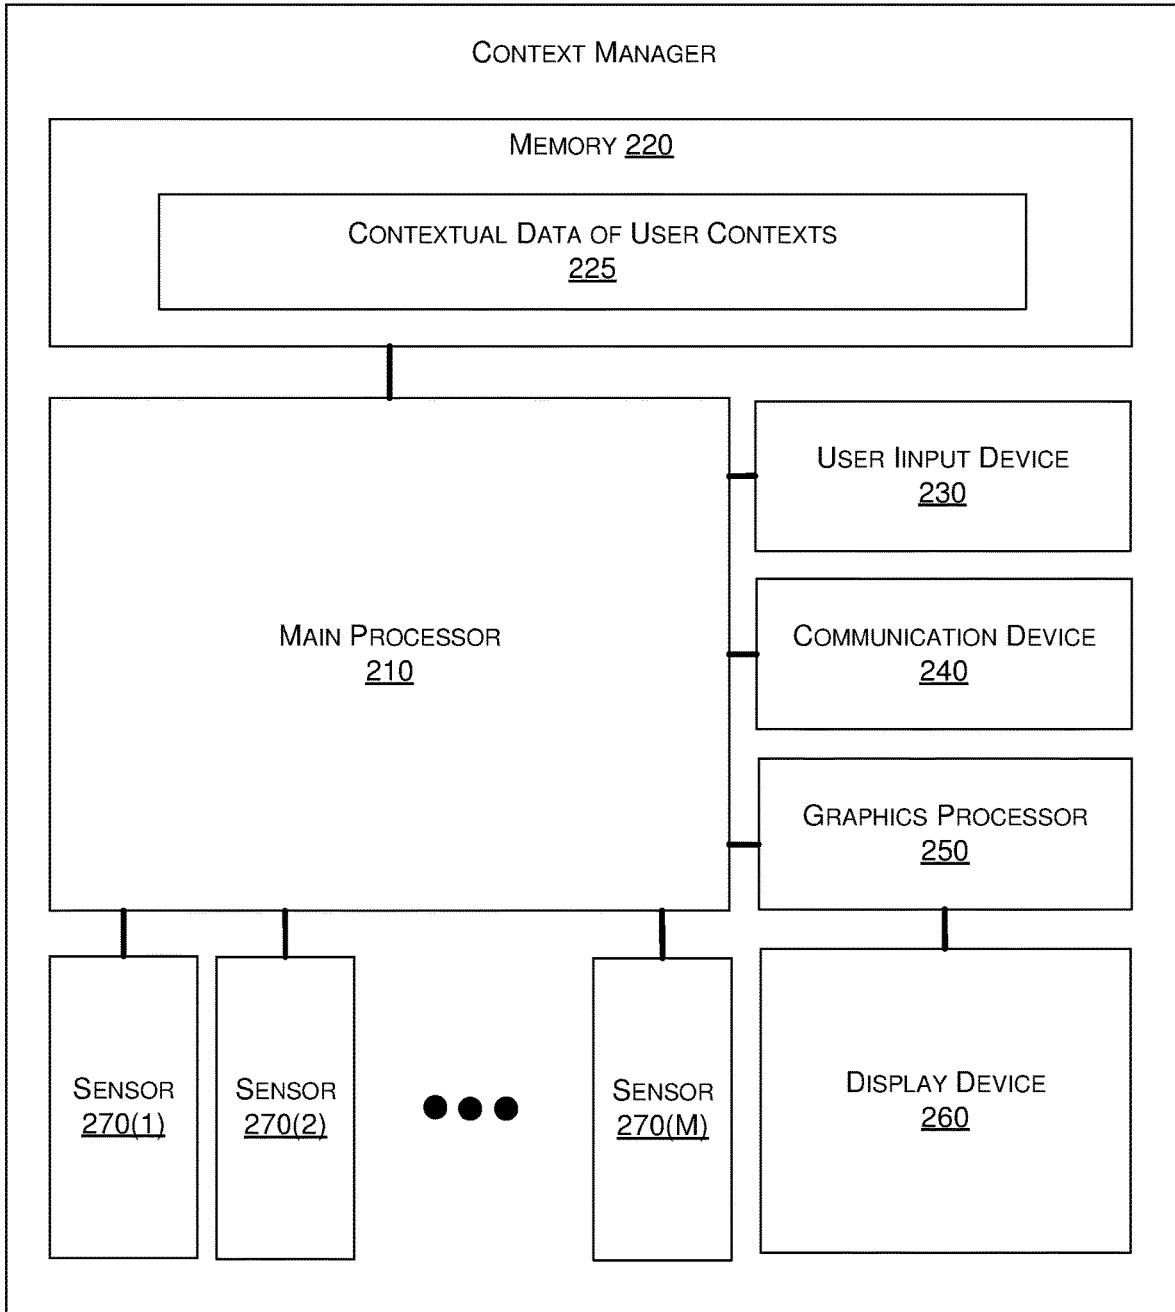 CONTEXT MANAGER
MEMORY 220
CONTEXTUAL DATA OF USER CONTEXTS
225
USER IINPUT DEVICE
230
MAIN PROCESSOR
210
COMMUNICATION DEVICE
240
GRAPHICS PROCESSOR
250
SENSOR
270(1)
SENSOR
270(2)
SENSOR
270(M)
DISPLAY DEVICE
260